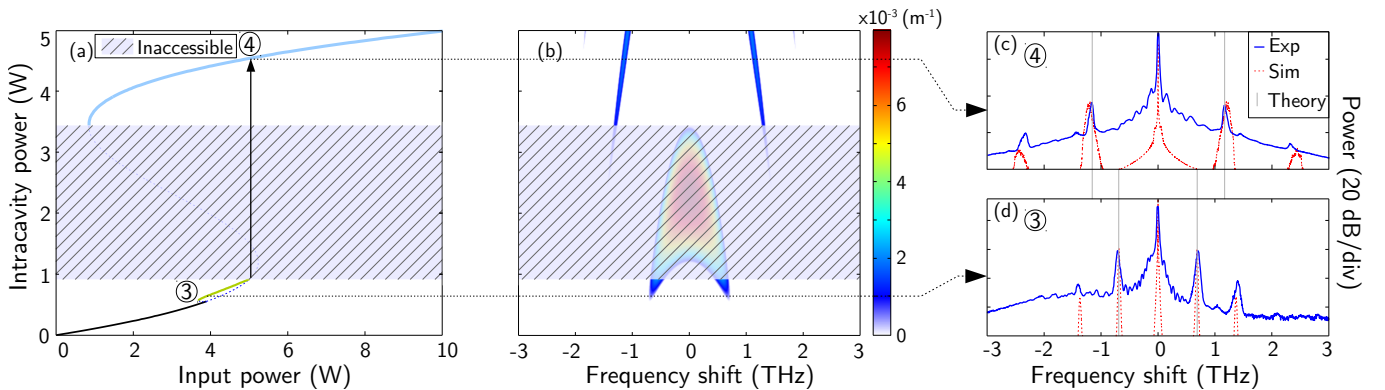 (a)
Inaccessible
④
③
5
4
3
2
1
0
Intracavity power (W)
0
2
4
6
8
10
Input power (W)
(b)
-3
-2
-1
0
1
2
3
Frequency shift (THz)
×10⁻³ (m⁻¹)
6
4
2
0
(c)
④
Exp
Sim
Theory
(d)
③
-3
-2
-1
0
1
2
3
Frequency shift (THz)
Power (20 dB/div)